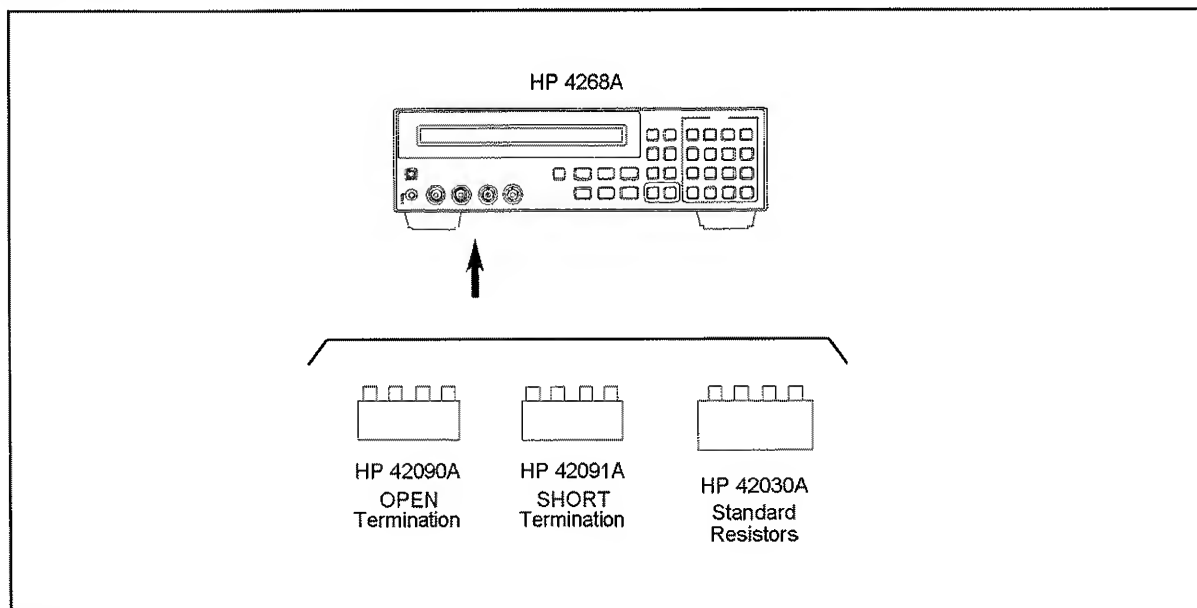 HP 4268A
HP 42090A
OPEN
Termination
HP 42091A
SHORT
Termination
HP 42030A
Standard
Resistors